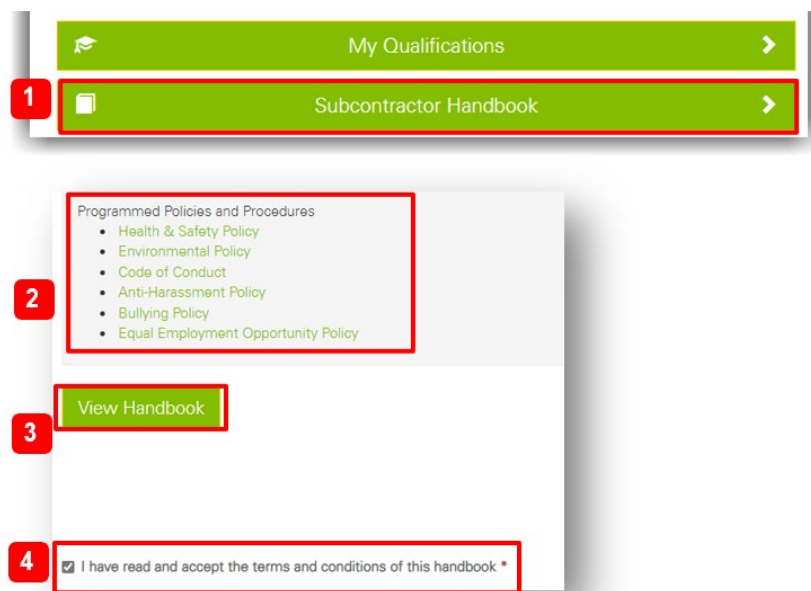 My Qualifications
1
Subcontractor Handbook
Programmed Policies and Procedures
• Health & Safety Policy
• Environmental Policy
• Code of Conduct
2
• Anti-Harassment Policy
• Bullying Policy
• Equal Employment Opportunity Policy
View Handbook
3
4
I have read and accept the terms and conditions of this handbook *